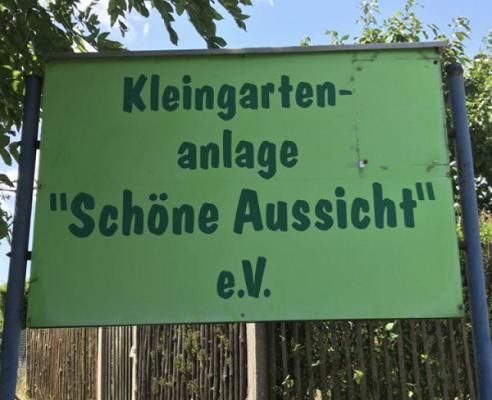 Kleingarten-
anlage
"Schöne Aussicht"
e.V.